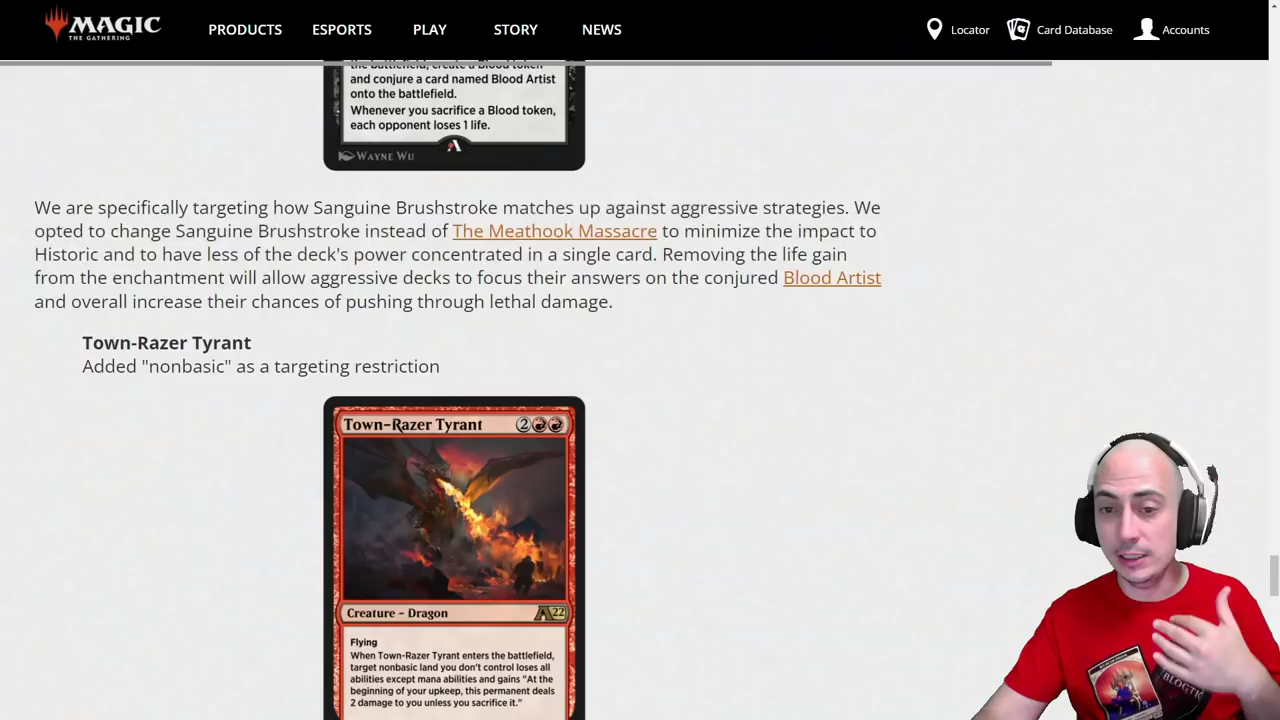 MAGIC
THE GATHERING
PRODUCTS ESPORTS PLAY STORY NEWS Locator Card Database Accounts
the battlefield, create a Blood token
and conjure a card named Blood Artist
onto the battlefield.
Whenever you sacrifice a Blood token,
each opponent loses 1 life.
WAYNE WU
We are specifically targeting how Sanguine Brushstroke matches up against aggressive strategies. We
opted to change Sanguine Brushstroke instead of The Meathook Massacre to minimize the impact to
Historic and to have less of the deck's power concentrated in a single card. Removing the life gain
from the enchantment will allow aggressive decks to focus their answers on the conjured Blood Artist
and overall increase their chances of pushing through lethal damage.
Town-Razer Tyrant
Added "nonbasic" as a targeting restriction
Town-Razer Tyrant 2
Creature – Dragon A22
Flying
When Town-Razer Tyrant enters the battlefield,
target nonbasic land you don't control loses all
abilities except mana abilities and gains "At the
beginning of your upkeep, this permanent deals
2 damage to you unless you sacrifice it."